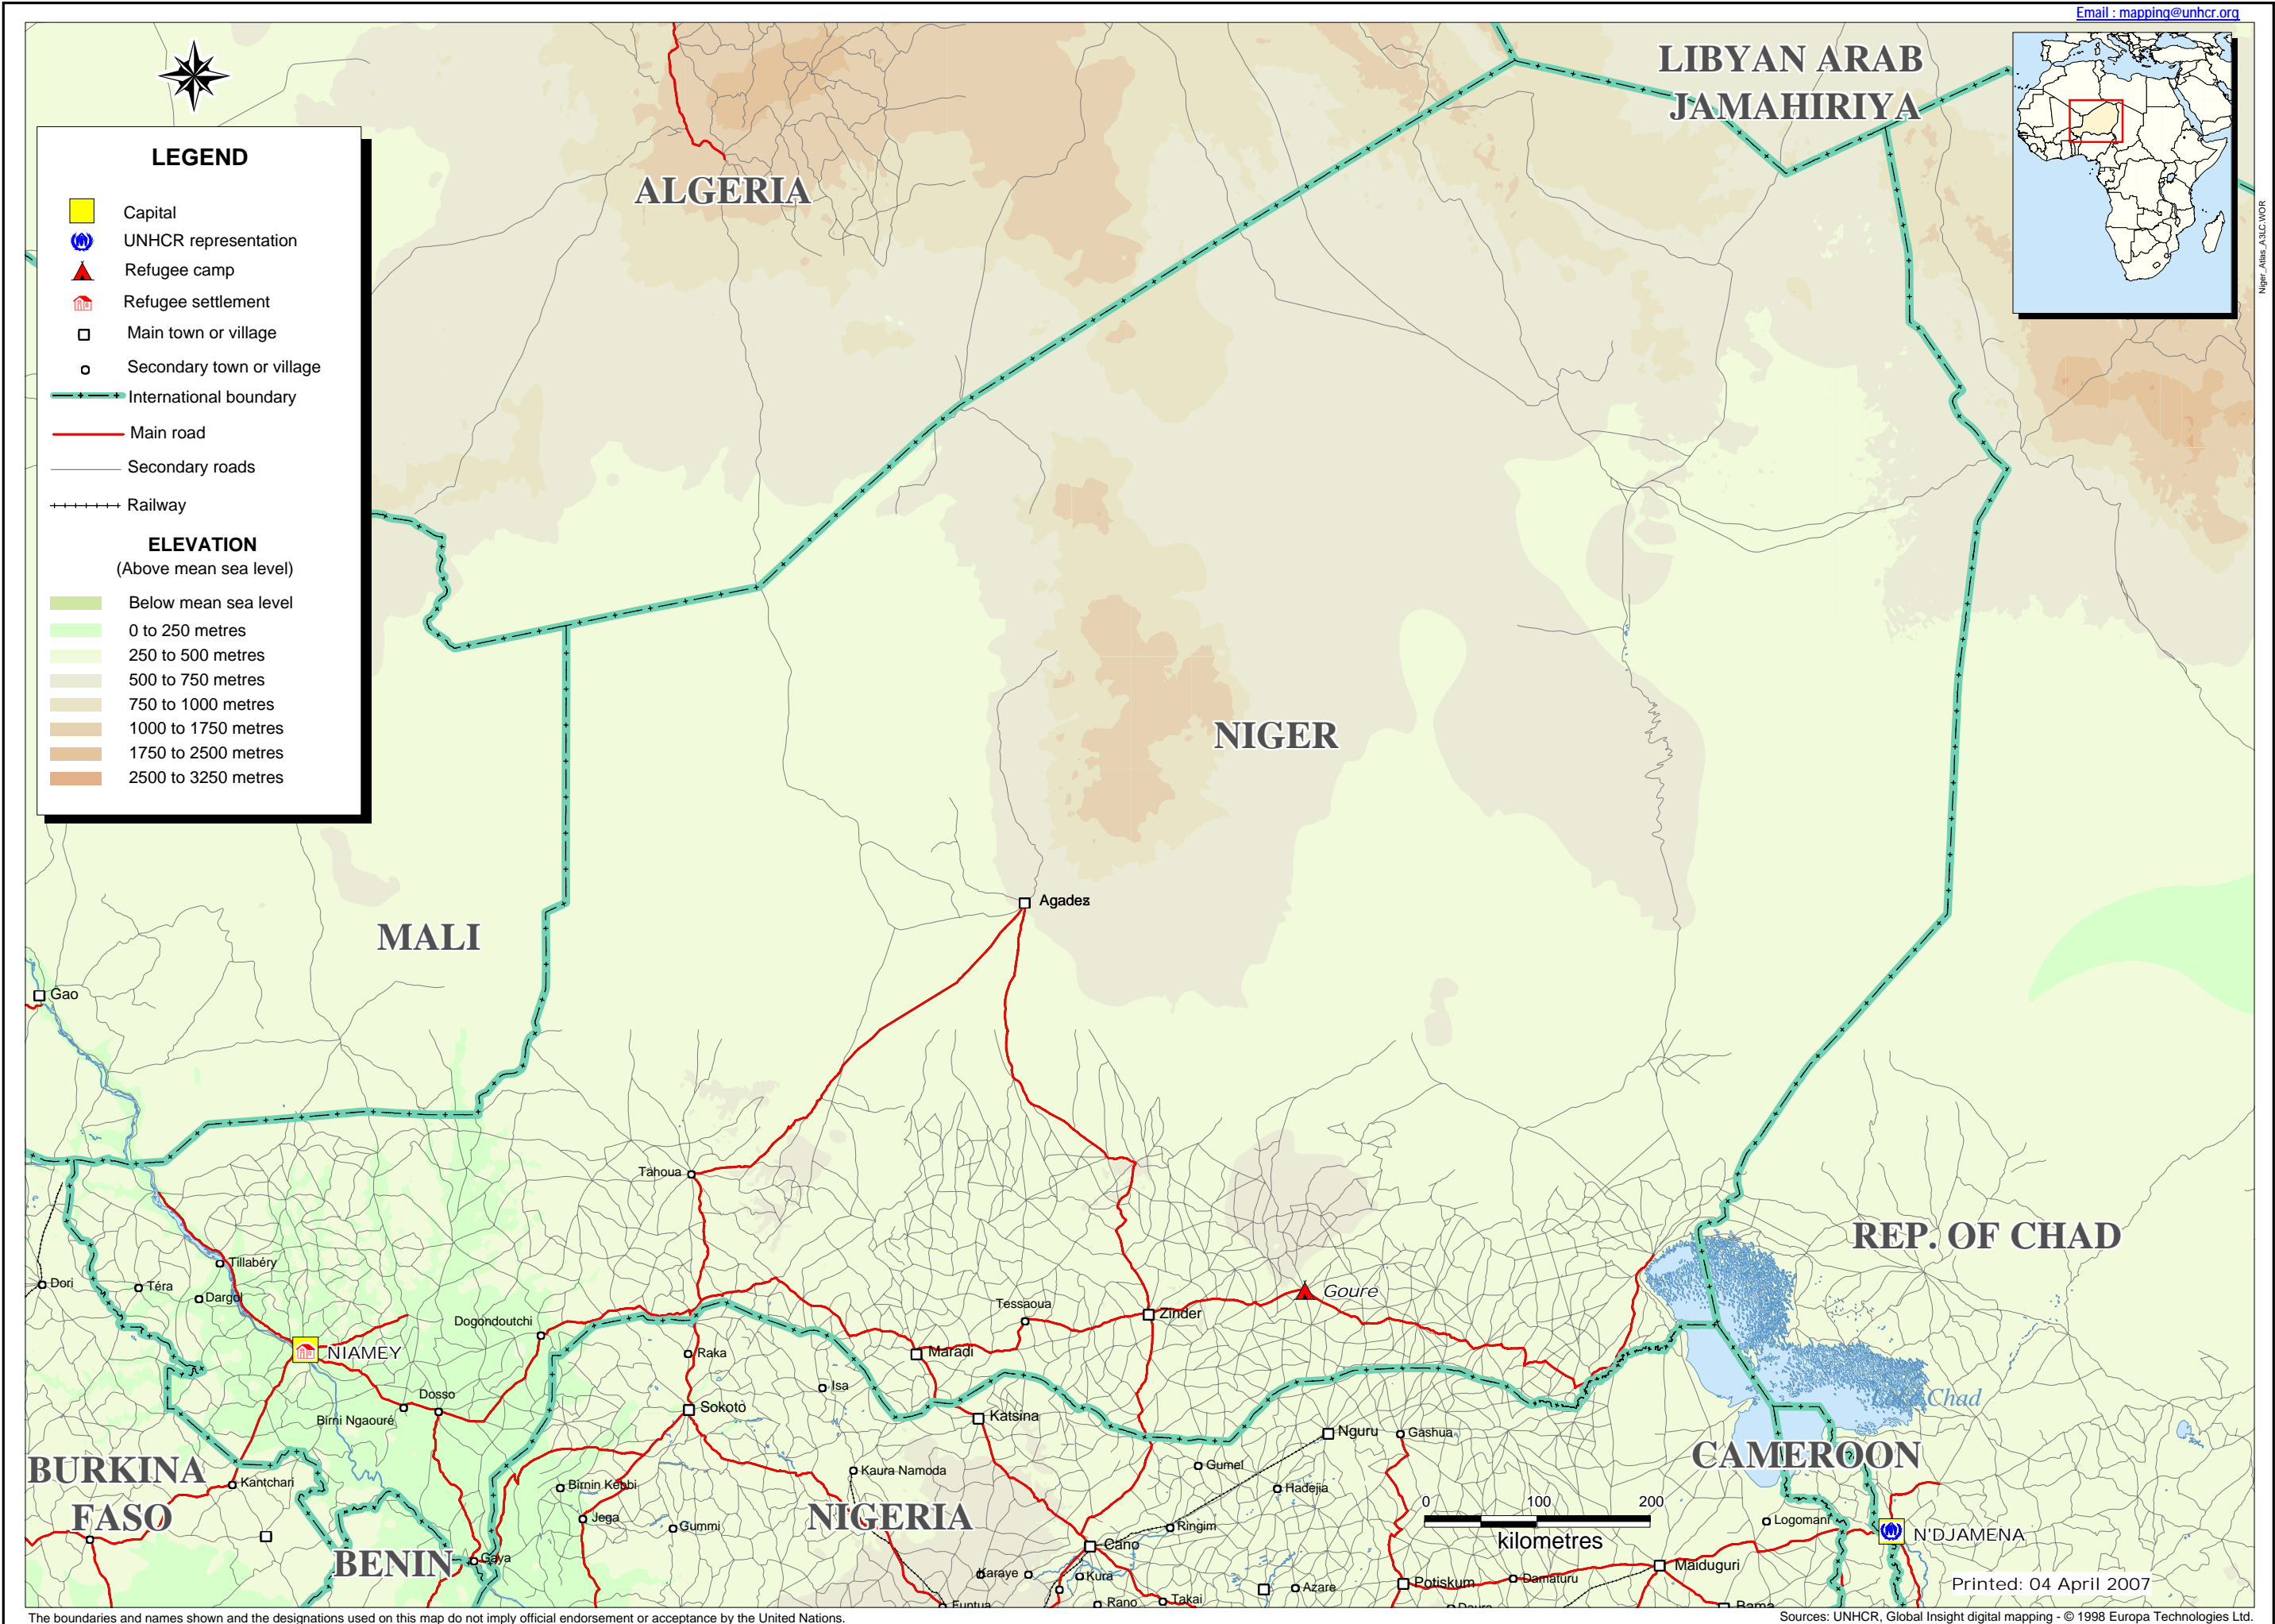 Email : mapping@unhcr.org
LIBYAN ARAB
JAMAHIRIYA
Niger_Atlas_A3LC.WOR
LEGEND
Capital
UNHCR representation
Refugee camp
Refugee settlement
Main town or village
Secondary town or village
International boundary
Main road
Secondary roads
Railway
ELEVATION
(Above mean sea level)
Below mean sea level
0 to 250 metres
250 to 500 metres
500 to 750 metres
750 to 1000 metres
1000 to 1750 metres
1750 to 2500 metres
2500 to 3250 metres
ALGERIA
NIGER
MALI
Agadez
Gao
Tahoua
REP. OF CHAD
Tillabéry
Dori
Téra
Dargol
Gouré
Tessaoua
Zinder
Dogondoutchi
NIAMEY
Raka
Maradi
Isa
Dosso
Birni Ngaouré
Sokoto
Katsina
Lake Chad
Nguru
Gashua
CAMEROON
BURKINA
FASO
Kantchari
Kaura Namoda
Gumel
Birnin Kebbi
Hadejia
NIGERIA
Jega
Gummi
Ringim
0 100 200
kilometres
Logomani
N'DJAMENA
BENIN
Gaya
Cano
Karaye
Kura
Azare
Potiskum
Damaturu
Maiduguri
Funtua
Rano
Takai
Daura
Bama
Printed: 04 April 2007
The boundaries and names shown and the designations used on this map do not imply official endorsement or acceptance by the United Nations.
Sources: UNHCR, Global Insight digital mapping - © 1998 Europa Technologies Ltd.